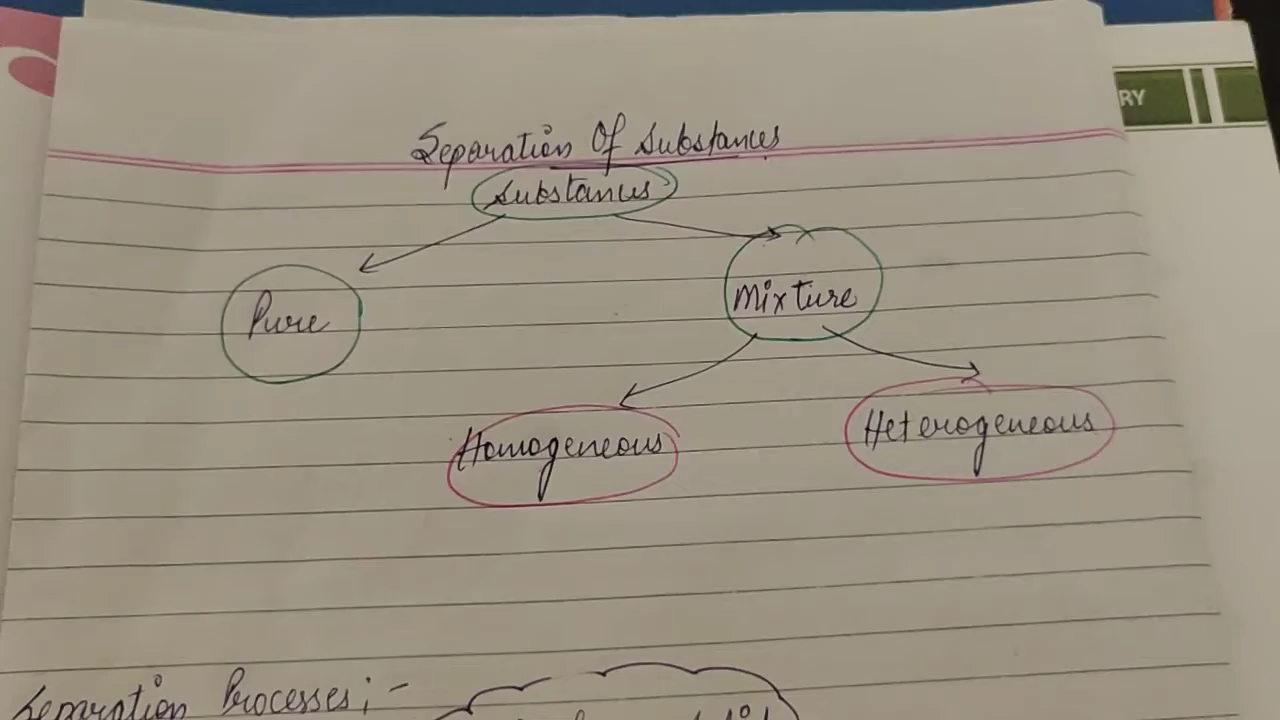 RY
Separation Of Substances
Substances
Pure
Mixture
Homogeneous
Heterogeneous
Separation Processes ; -